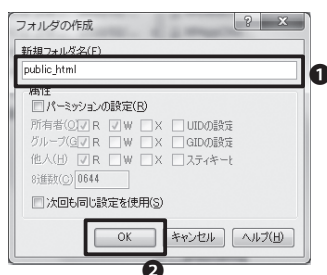 フォルダの作成
新規フォルダ名(F)
public_html
❶
属性
パーミッションの設定(R)
所有者(O) R W X UIDの設定
グループ(G) R W X GIDの設定
他人(H) R W X スティキーヒ
8進数(C) 0644
次回も同じ設定を使用(S)
OK キャンセル ヘルプ(H)
❷